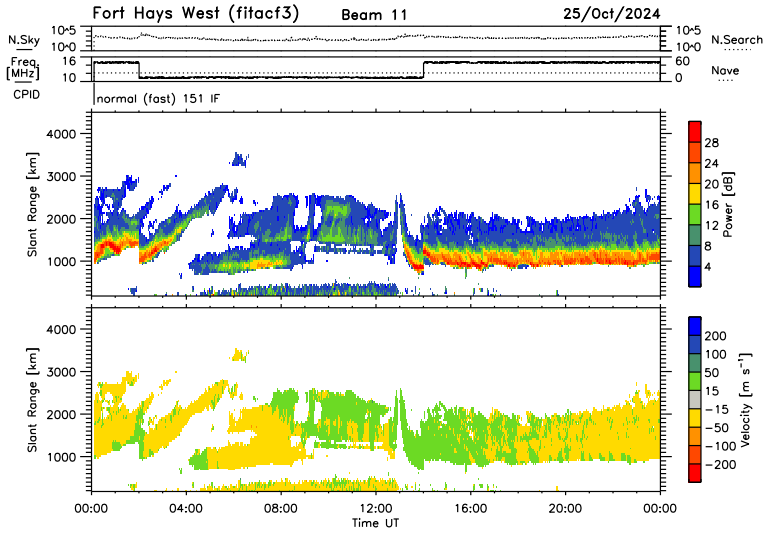 Fort Hays West (fitacf3) Beam 11 25/Oct/2024
10^5 10^5
N.Sky N.Search
10^0 10^0
Freq. 16 60
[MHz] Nave
10 0
CPID normal (fast) 151 IF
4000
3000
2000
1000
Slant Range [km]
28
24
20
16
12
8
4
Power [dB]
4000
3000
2000
1000
Slant Range [km]
200
100
50
15
-15
-50
-100
-200
Velocity [m s⁻¹]
00:00 04:00 08:00 12:00 16:00 20:00 00:00
Time UT